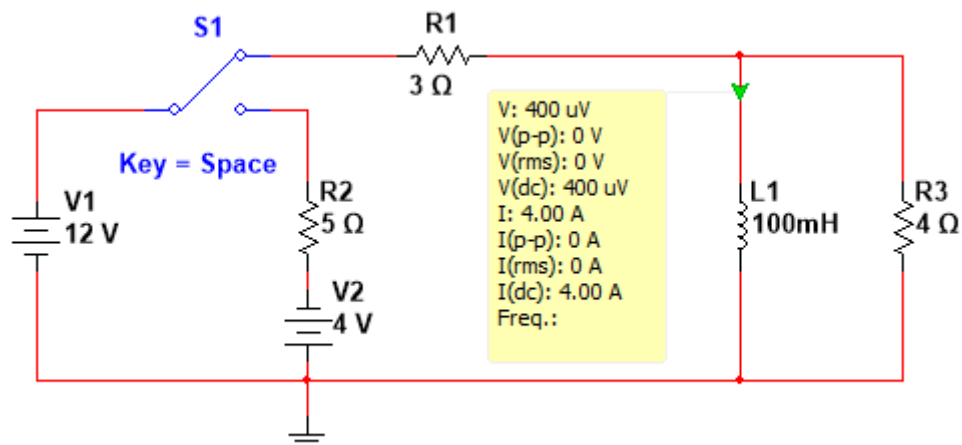 S1
R1
3 Ω
Key = Space
V1
12 V
R2
5 Ω
V2
4 V
V: 400 uV
V(p-p): 0 V
V(rms): 0 V
V(dc): 400 uV
I: 4.00 A
I(p-p): 0 A
I(rms): 0 A
I(dc): 4.00 A
Freq.:
L1
100mH
R3
4 Ω